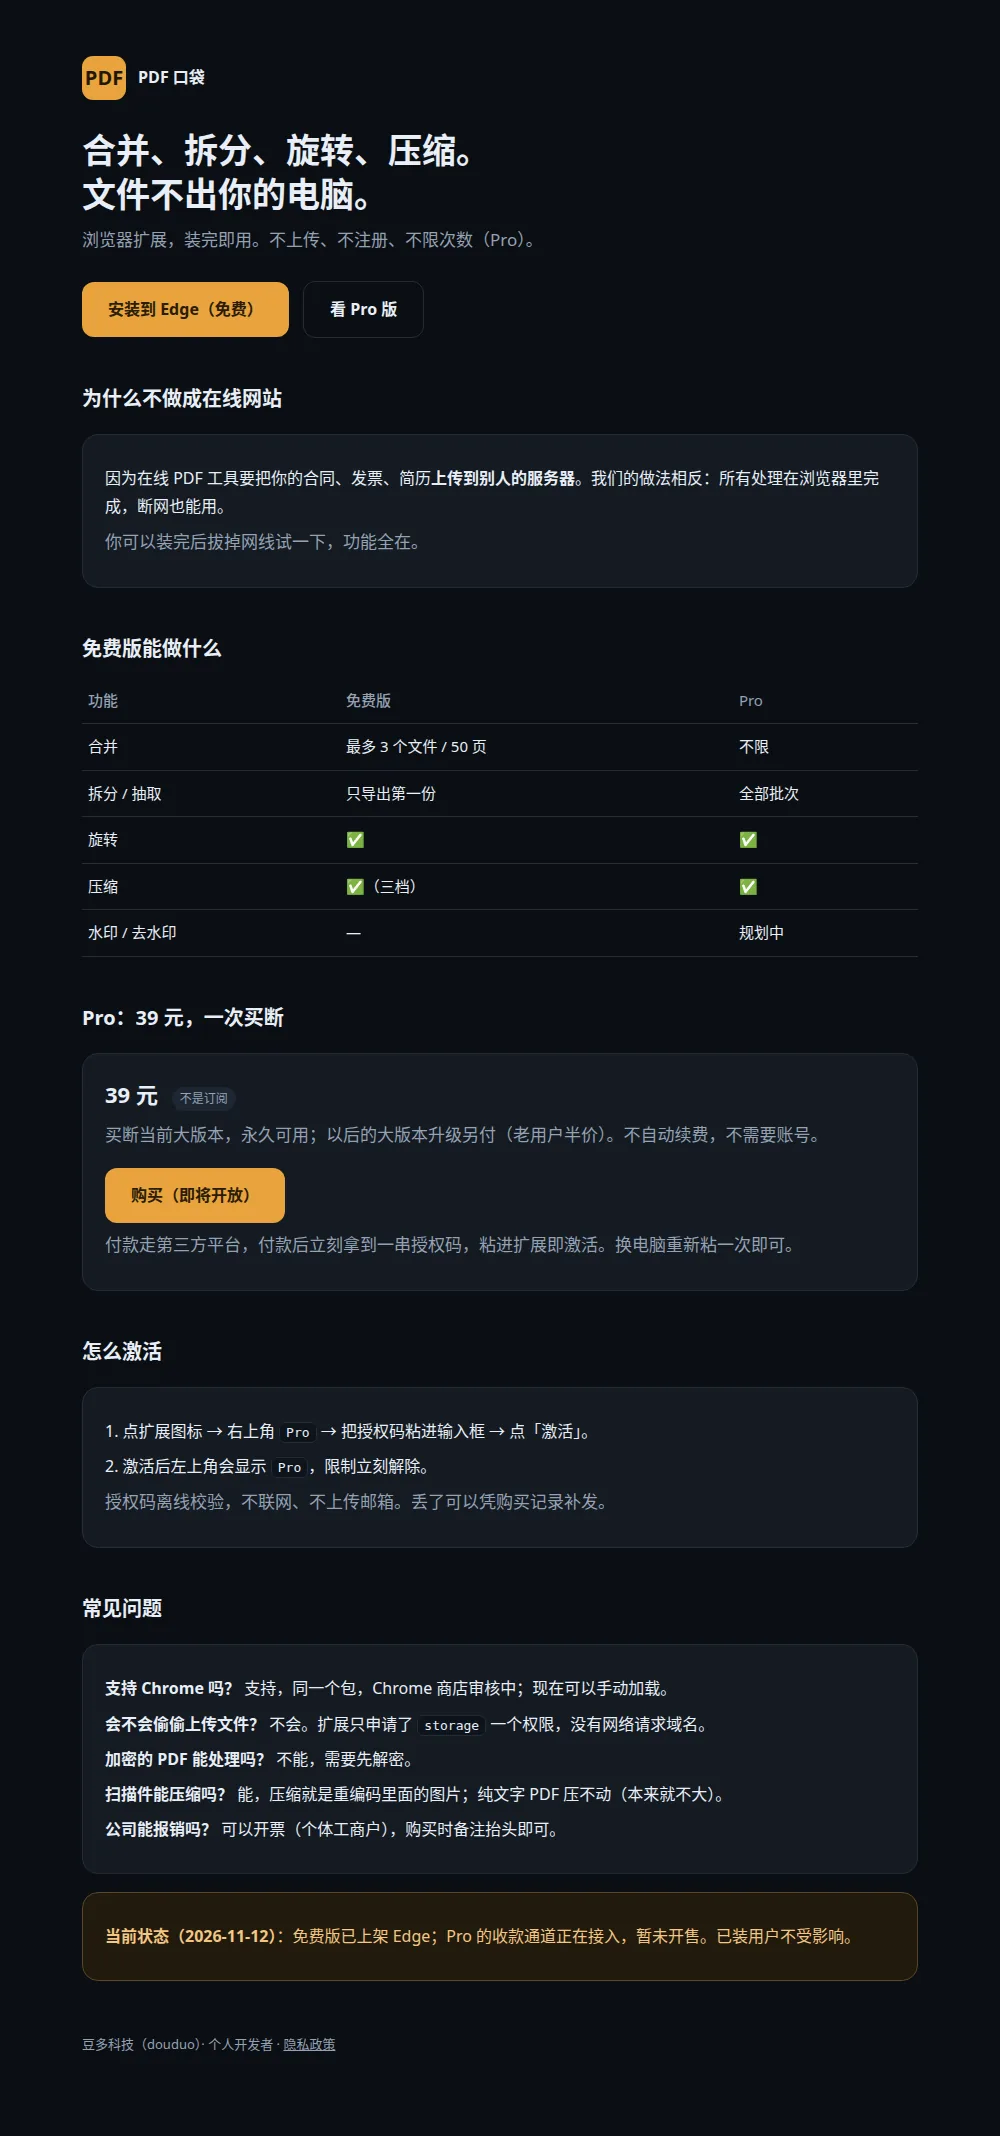 PDF PDF 口袋
合并、拆分、旋转、压缩。
文件不出你的电脑。
浏览器扩展，装完即用。不上传、不注册、不限次数（Pro）。
安装到 Edge（免费） 看 Pro 版
为什么不做成在线网站
因为在线 PDF 工具要把你的合同、发票、简历上传到别人的服务器。我们的做法相反：所有处理在浏览器里完
成，断网也能用。
你可以装完后拔掉网线试一下，功能全在。
免费版能做什么
功能 免费版 Pro
合并 最多 3 个文件 / 50 页 不限
拆分 / 抽取 只导出第一份 全部批次
旋转 ✅ ✅
压缩 ✅（三档） ✅
水印 / 去水印 — 规划中
Pro：39 元，一次买断
39 元 不是订阅
买断当前大版本，永久可用；以后的大版本升级另付（老用户半价）。不自动续费，不需要账号。
购买（即将开放）
付款走第三方平台，付款后立刻拿到一串授权码，粘进扩展即激活。换电脑重新粘一次即可。
怎么激活
1. 点扩展图标 → 右上角 Pro → 把授权码粘进输入框 → 点「激活」。
2. 激活后左上角会显示 Pro，限制立刻解除。
授权码离线校验，不联网、不上传邮箱。丢了可以凭购买记录补发。
常见问题
支持 Chrome 吗？ 支持，同一个包，Chrome 商店审核中；现在可以手动加载。
会不会偷偷上传文件？ 不会。扩展只申请了 storage 一个权限，没有网络请求域名。
加密的 PDF 能处理吗？ 不能，需要先解密。
扫描件能压缩吗？ 能，压缩就是重编码里面的图片；纯文字 PDF 压不动（本来就不大）。
公司能报销吗？ 可以开票（个体工商户），购买时备注抬头即可。
当前状态（2026-11-12）：免费版已上架 Edge；Pro 的收款通道正在接入，暂未开售。已装用户不受影响。
豆多科技（douduo）· 个人开发者 · 隐私政策